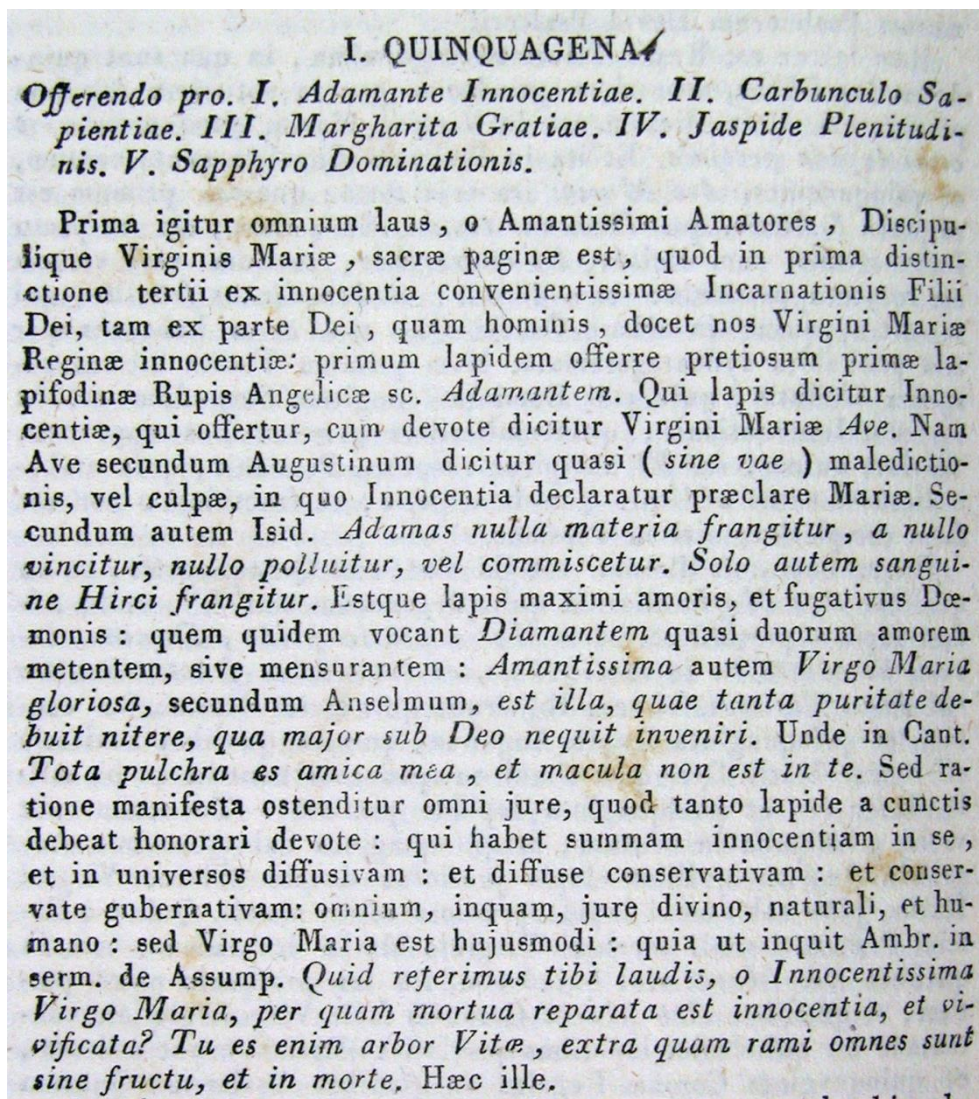 I. QUINQUAGENA
Offerendo pro. I. Adamante Innocentiae. II. Carbunculo Sa-
pientiae. III. Margharita Gratiae. IV. Jaspide Plenitudi-
nis. V. Sapphyro Dominationis.
Prima igitur omnium laus, o Amantissimi Amatores, Discipu-
lique Virginis Mariæ, sacræ paginæ est, quod in prima distin-
ctione tertii ex innocentia convenientissimæ Incarnationis Filii
Dei, tam ex parte Dei, quam hominis, docet nos Virgini Mariæ
Reginæ innocentiæ: primum lapidem offerre pretiosum primæ la-
pifodinæ Rupis Angelicæ sc. Adamantem. Qui lapis dicitur Inno-
centiæ, qui offertur, cum devote dicitur Virgini Mariæ Ave. Nam
Ave secundum Augustinum dicitur quasi ( sine vae ) maledictio-
nis, vel culpæ, in quo Innocentia declaratur præclare Mariæ. Se-
cundum autem Isid. Adamas nulla materia frangitur, a nullo
vincitur, nullo polluitur, vel commiscetur. Solo autem sangui-
ne Hirci frangitur. Estque lapis maximi amoris, et fugativus Dœ-
monis : quem quidem vocant Diamantem quasi duorum amorem
metentem, sive mensurantem : Amantissima autem Virgo Maria
gloriosa, secundum Anselmum, est illa, quae tanta puritate de-
buit nitere, qua major sub Deo nequit inveniri. Unde in Cant.
Tota pulchra es amica mea, et macula non est in te. Sed ra-
tione manifesta ostenditur omni jure, quod tanto lapide a cunctis
debeat honorari devote : qui habet summam innocentiam in se,
et in universos diffusivam : et diffuse conservativam : et conser-
vate gubernativam: omnium, inquam, jure divino, naturali, et hu-
mano : sed Virgo Maria est hujusmodi : quia ut inquit Ambr. in
serm. de Assump. Quid referimus tibi laudis, o Innocentissima
Virgo Maria, per quam mortua reparata est innocentia, et vi-
vificata? Tu es enim arbor Vitæ, extra quam rami omnes sunt
sine fructu, et in morte. Hæc ille.